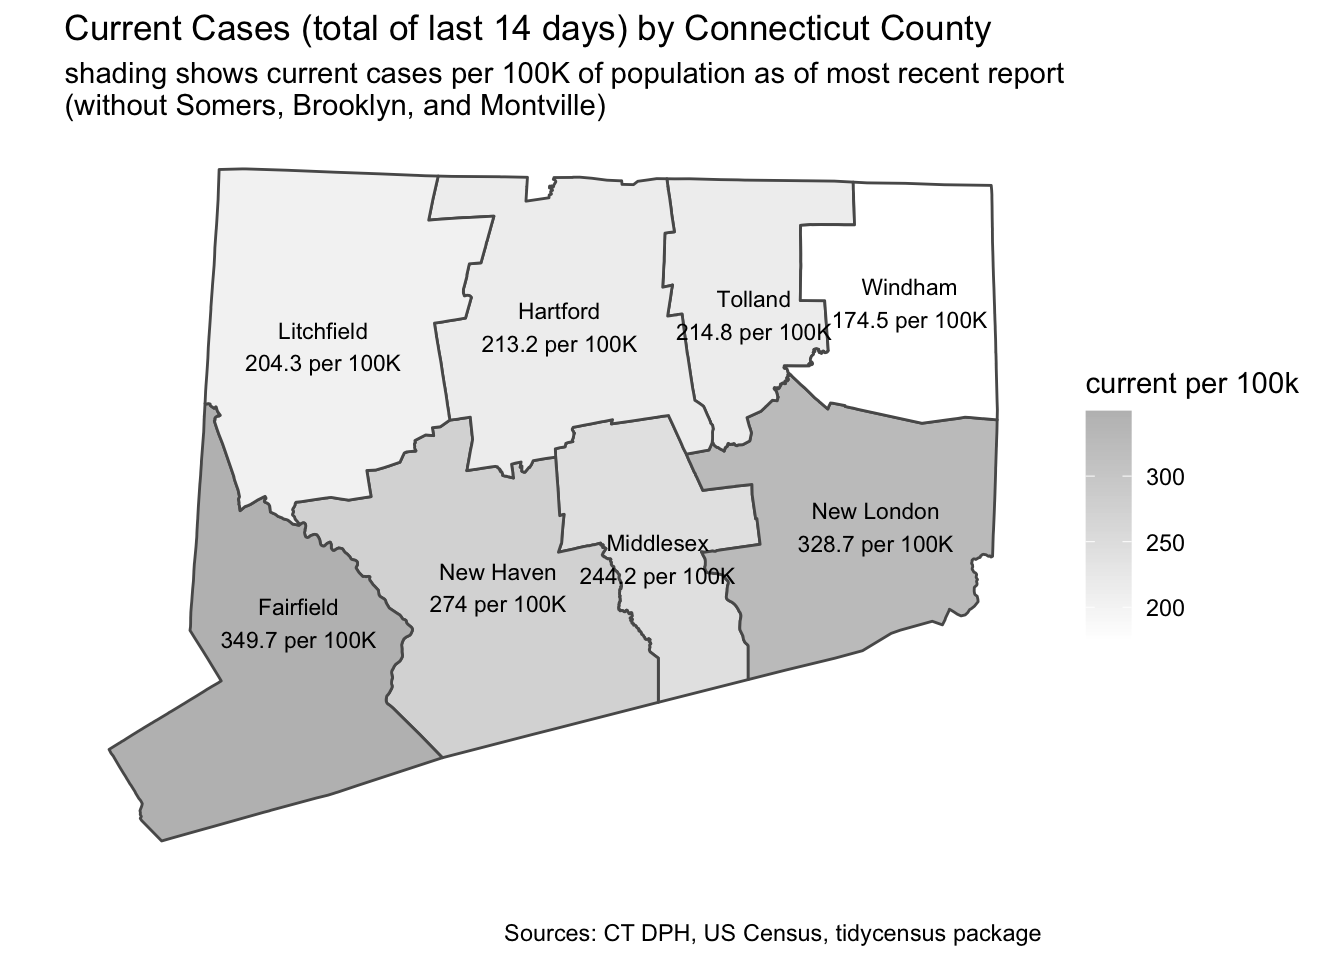 Current Cases (total of last 14 days) by Connecticut County
shading shows current cases per 100K of population as of most recent report
(without Somers, Brooklyn, and Montville)
Litchfield
204.3 per 100K
Hartford
213.2 per 100K
Tolland
214.8 per 100K
Windham
174.5 per 100K
Fairfield
349.7 per 100K
New Haven
274 per 100K
Middlesex
244.2 per 100K
New London
328.7 per 100K
current per 100k
300
250
200
Sources: CT DPH, US Census, tidycensus package